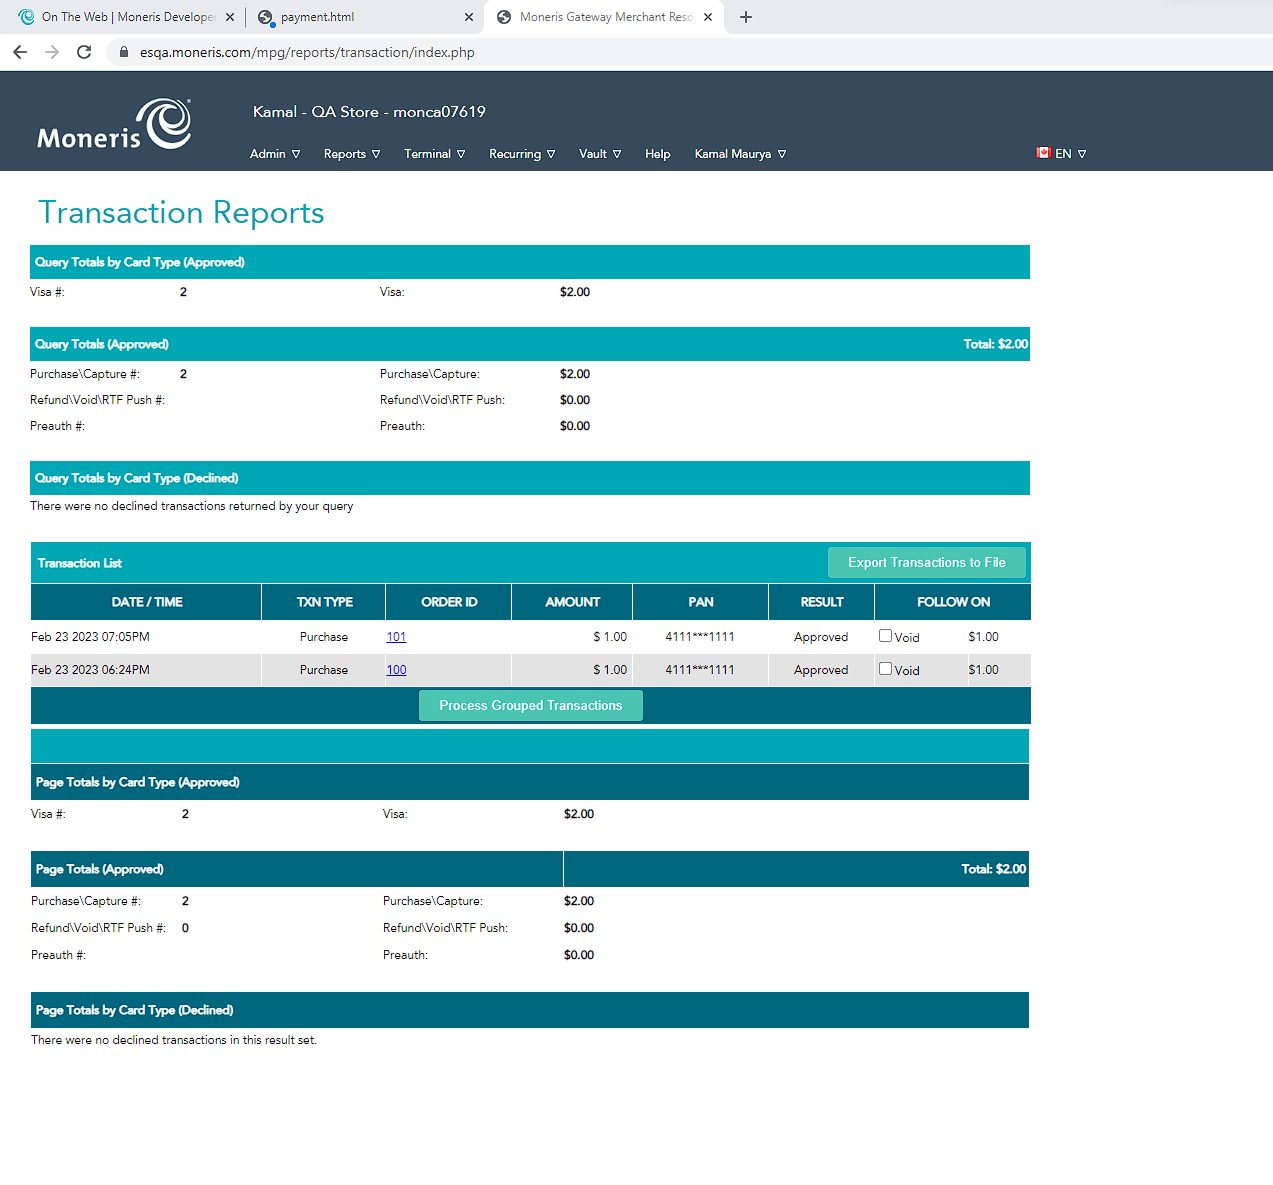 On The Web | Moneris Developer
payment.html
Moneris Gateway Merchant Reso
esqa.moneris.com/mpg/reports/transaction/index.php
Moneris
Kamal - QA Store - monca07619
Admin ▽ Reports ▽ Terminal ▽ Recurring ▽ Vault ▽ Help Kamal Maurya ▽ EN ▽
Transaction Reports
Query Totals by Card Type (Approved)
Visa #: 2 Visa: $2.00
Query Totals (Approved) Total: $2.00
Purchase\Capture #: 2 Purchase\Capture: $2.00
Refund\Void\RTF Push #: Refund\Void\RTF Push: $0.00
Preauth #: Preauth: $0.00
Query Totals by Card Type (Declined)
There were no declined transactions returned by your query
Transaction List Export Transactions to File
DATE / TIME TXN TYPE ORDER ID AMOUNT PAN RESULT FOLLOW ON
Feb 23 2023 07:05PM Purchase 101 $ 1.00 4111***1111 Approved Void $1.00
Feb 23 2023 06:24PM Purchase 100 $ 1.00 4111***1111 Approved Void $1.00
Process Grouped Transactions
Page Totals by Card Type (Approved)
Visa #: 2 Visa: $2.00
Page Totals (Approved) Total: $2.00
Purchase\Capture #: 2 Purchase\Capture: $2.00
Refund\Void\RTF Push #: 0 Refund\Void\RTF Push: $0.00
Preauth #: Preauth: $0.00
Page Totals by Card Type (Declined)
There were no declined transactions in this result set.